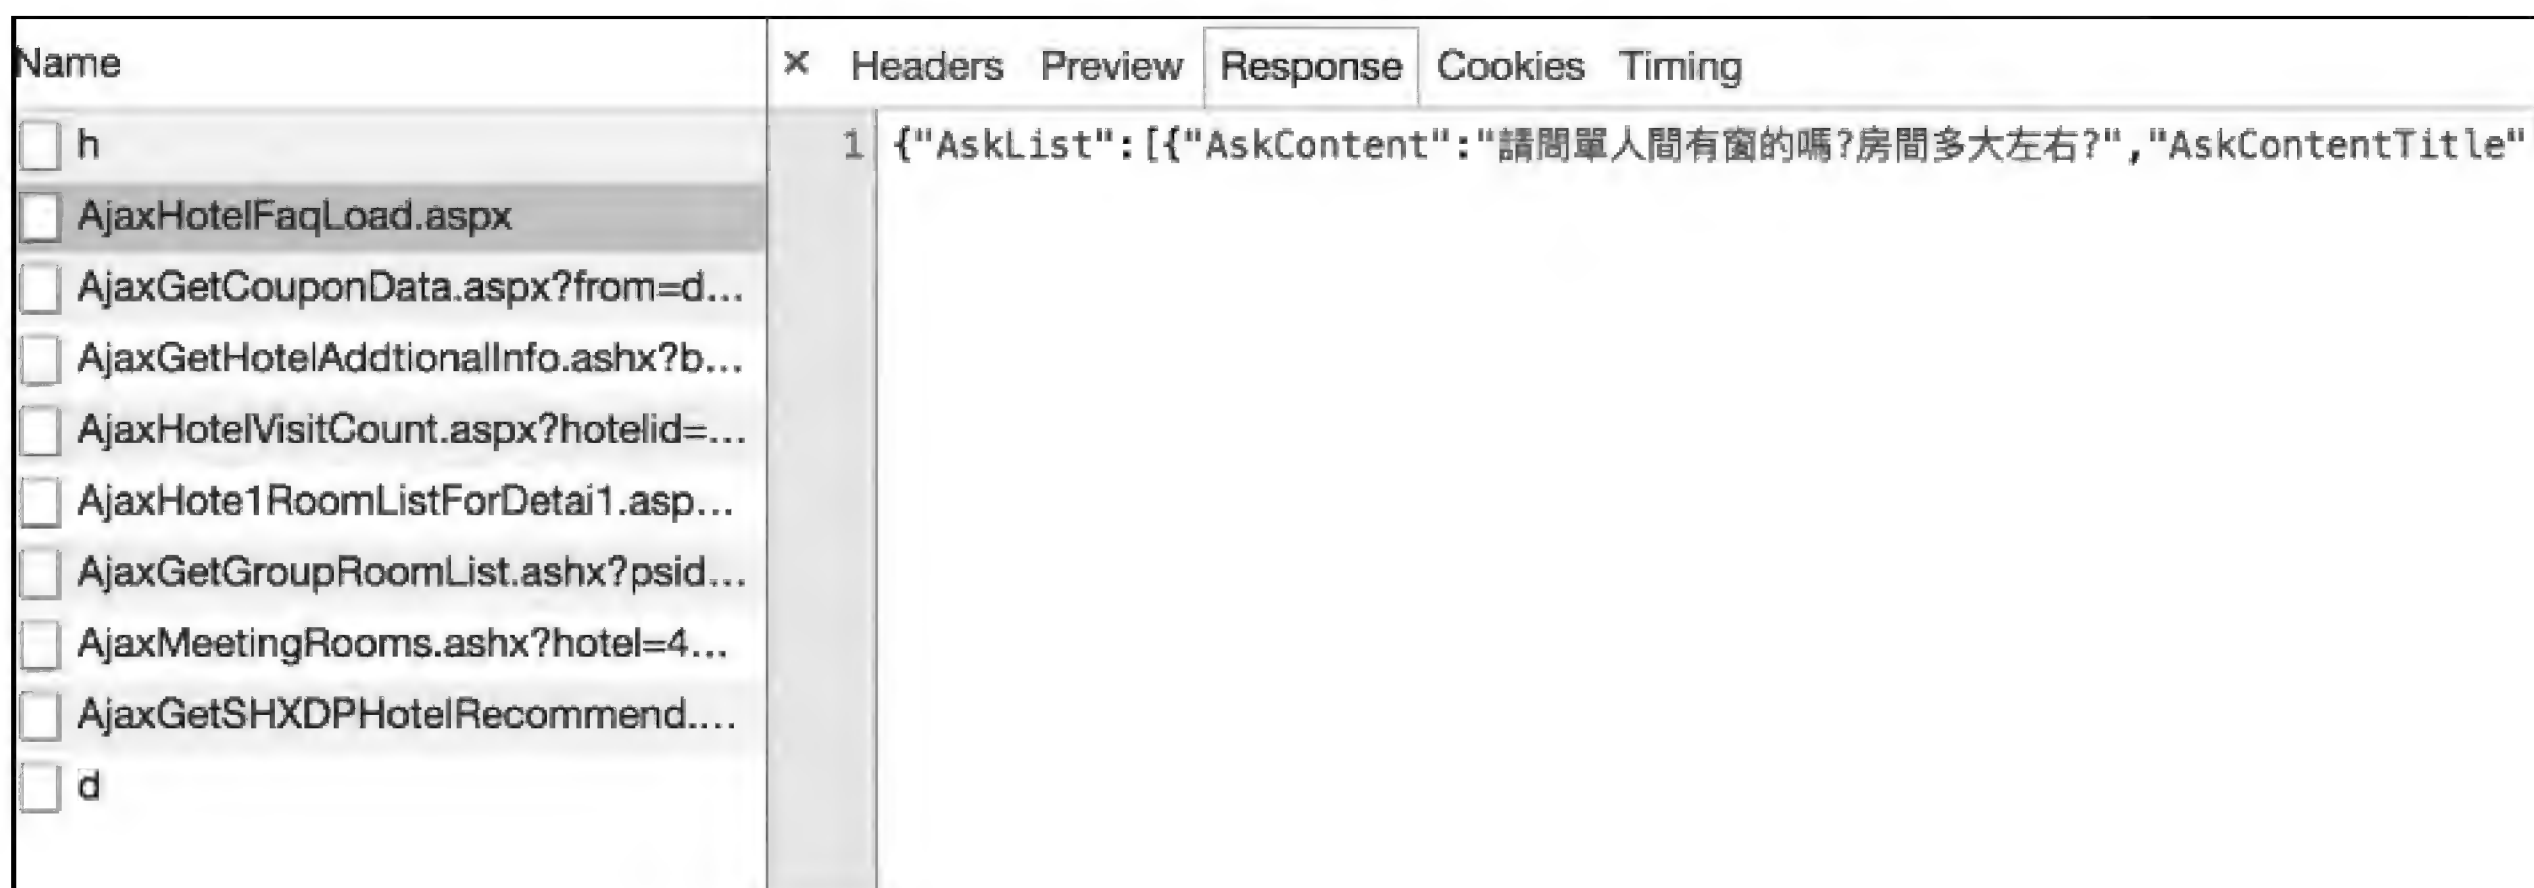 Name
h
AjaxHotelFaqLoad.aspx
AjaxGetCouponData.aspx?from=d...
AjaxGetHotelAddtionalInfo.ashx?b...
AjaxHotelVisitCount.aspx?hotelid=...
AjaxHote1RoomListForDetai1.asp...
AjaxGetGroupRoomList.ashx?psid...
AjaxMeetingRooms.ashx?hotel=4...
AjaxGetSHXDPHotelRecommend....
d
× Headers Preview Response Cookies Timing
1 {"AskList":[{"AskContent":"請問單人間有窗的嗎?房間多大左右?","AskContentTitle"